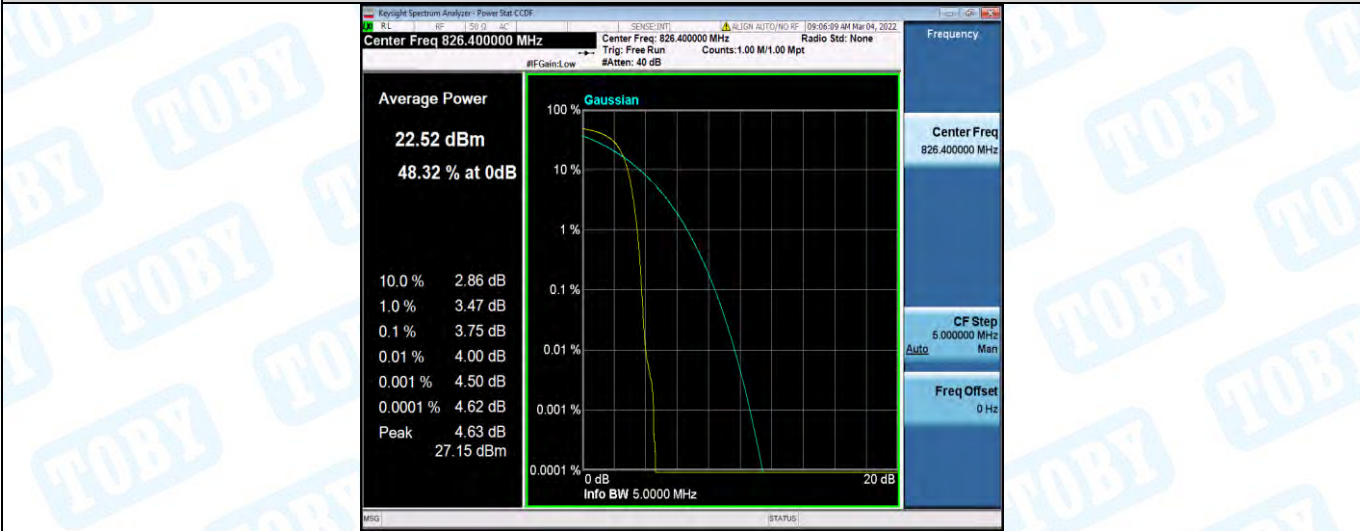 Keysight Spectrum Analyzer - Power Stat CCDF
RL RF 50 Ω AC SENSE:INT ALIGN AUTO/NO RF 09:06:09 AM Mar 04, 2022
Center Freq 826.400000 MHz
Center Freq: 826.400000 MHz Radio Std: None
Trig: Free Run Counts:1.00 M/1.00 Mpt
#IFGain:Low #Atten: 40 dB
Frequency
Average Power
22.52 dBm
48.32 % at 0dB
10.0 % 2.86 dB
1.0 % 3.47 dB
0.1 % 3.75 dB
0.01 % 4.00 dB
0.001 % 4.50 dB
0.0001 % 4.62 dB
Peak 4.63 dB
27.15 dBm
Gaussian
100 %
10 %
1 %
0.1 %
0.01 %
0.001 %
0.0001 %
0 dB 20 dB
Info BW 5.0000 MHz
Center Freq
826.400000 MHz
CF Step
5.000000 MHz
Auto Man
Freq Offset
0 Hz
MSG STATUS
TOBY
TOBY
TOBY
TOBY
TOBY
TOBY
TOBY